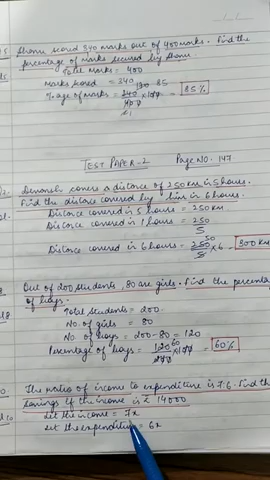 Shane scored 340 marks out of 400 marks. Find the
percentage of marks secured by Shane.
Total marks = 400
Marks scored = 340
% age of marks = 340/400 × 100 = 85%
TEST PAPER-2 Page NO. 147
covers a distance of 250 km in 5 hours.
Find the distance covered by him in 6 hours.
Distance covered in 5 hours = 250 km
Distance covered in 1 hours = 250/5
Distance covered in 6 hours = 250/5 × 6 = 300 km
Out of 200 students, 80 are girls. Find the percentage
of boys.
Total students = 200
No. of girls = 80
No. of boys = 200-80 = 120
Percentage of boys = 120/200 × 100 = 60%
The ratio of income to expenditure is 7:6. Find the
savings if the income is ₹ 14000
Let the income = 7x
Let the expenditure = 6x